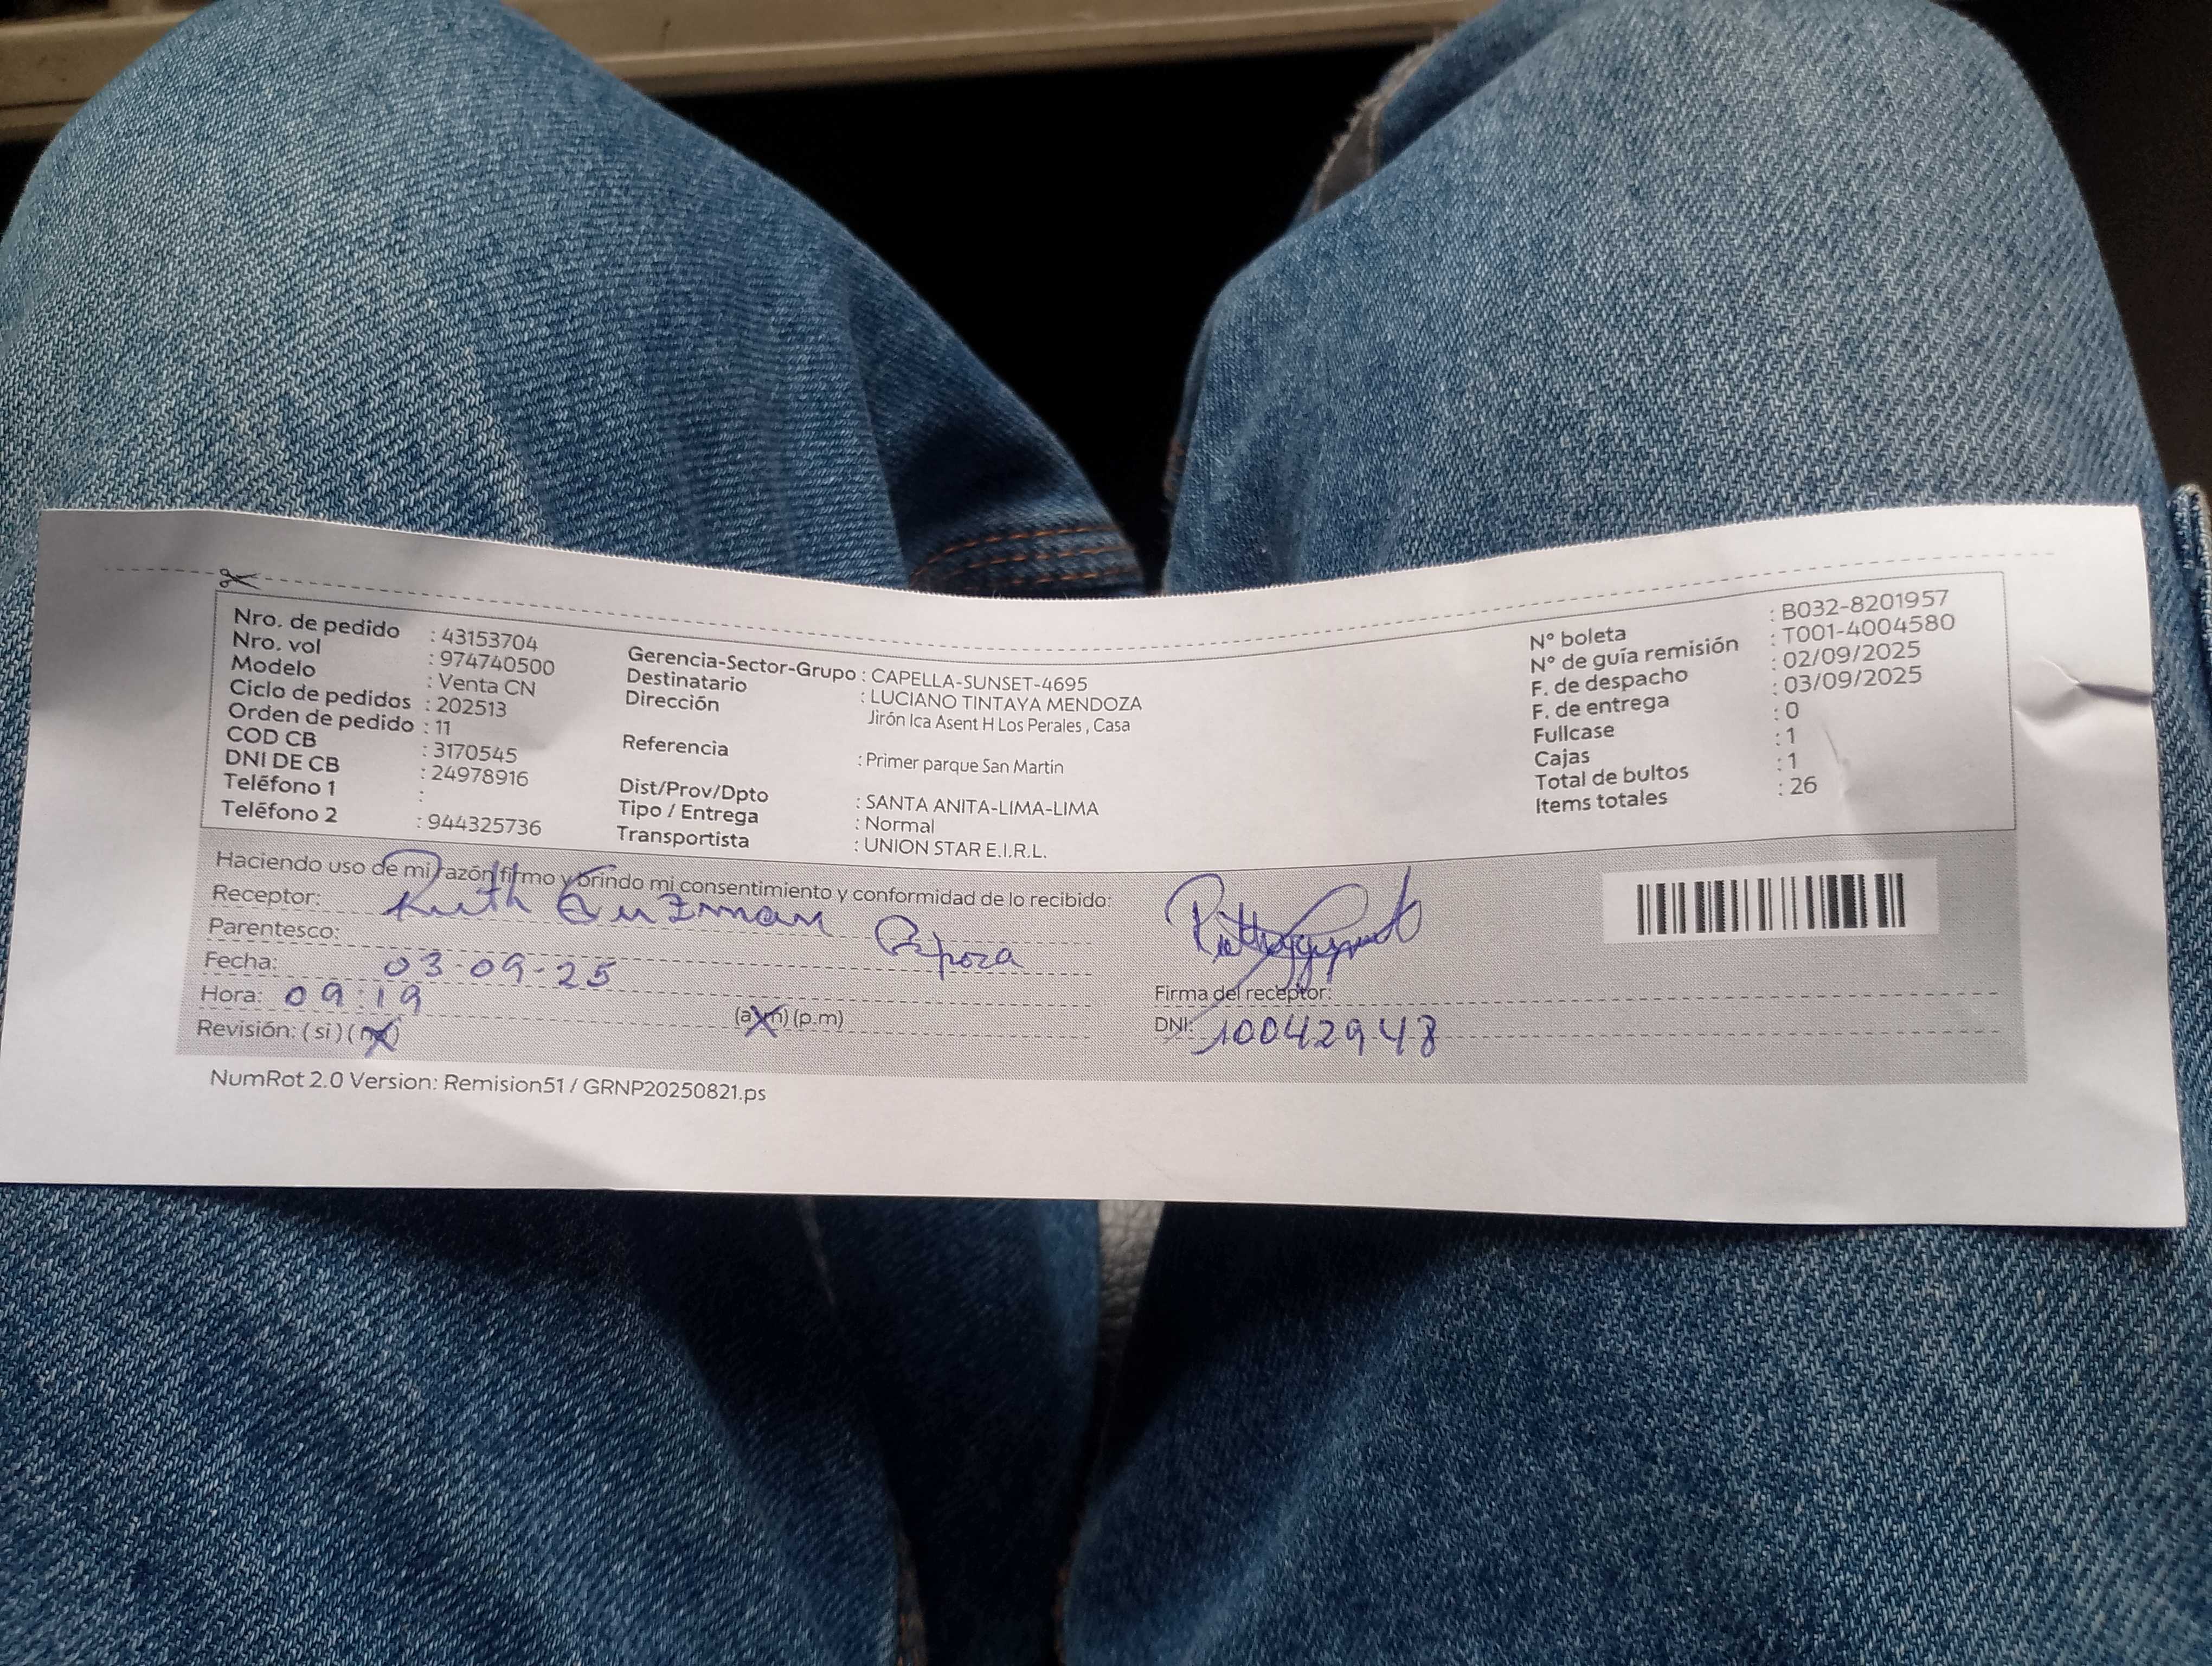 Nro. de pedido : 43153704
Nro. vol : 974740500
Modelo : Venta CN
Ciclo de pedidos : 202513
Orden de pedido : 11
COD CB : 3170545
DNI DE CB : 24978916
Teléfono 1 :
Teléfono 2 : 944325736
Gerencia-Sector-Grupo : CAPELLA-SUNSET-4695
Destinatario : LUCIANO TINTAYA MENDOZA
Dirección Jirón Ica Asent H Los Perales , Casa
Referencia : Primer parque San Martin
Dist/Prov/Dpto : SANTA ANITA-LIMA-LIMA
Tipo / Entrega : Normal
Transportista : UNION STAR E.I.R.L.
N° boleta : B032-8201957
N° de guía remisión : T001-4004580
F. de despacho : 02/09/2025
F. de entrega : 03/09/2025
Fullcase : 0
Cajas : 1
Total de bultos : 1
Items totales : 26
Haciendo uso de mi razón firmo y brindo mi consentimiento y conformidad de lo recibido:
Receptor: Ruth Guzman
Parentesco:
Fecha: 03-09-25
Hora: 09:19 (a.m) (p.m)
Revisión: (si) (no)
Firma del receptor:
DNI: 10042948
NumRot 2.0 Version: Remision51 / GRNP20250821.ps